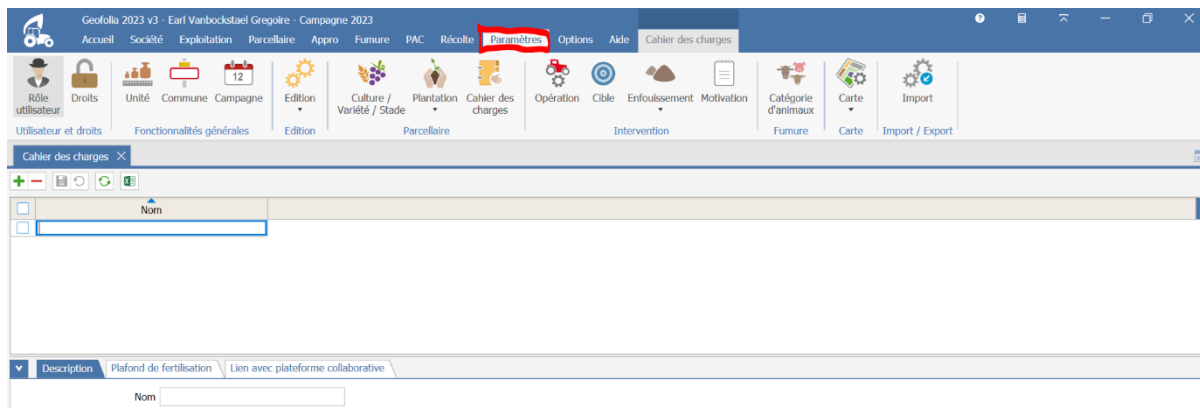 Geofolia 2023 v3 - Earl Vanbockstael Gregoire - Campagne 2023
Accueil Société Exploitation Parcellaire Appro Fumure PAC Récolte Paramètres Options Aide Cahier des charges
Rôle utilisateur Droits Unité Commune Campagne Edition Culture / Variété / Stade Plantation Cahier des charges Opération Cible Enfouissement Motivation Catégorie d'animaux Carte Import
12
Utilisateur et droits Fonctionnalités générales Edition Parcellaire Intervention Fumure Carte Import / Export
Cahier des charges
Nom
Description Plafond de fertilisation Lien avec plateforme collaborative
Nom